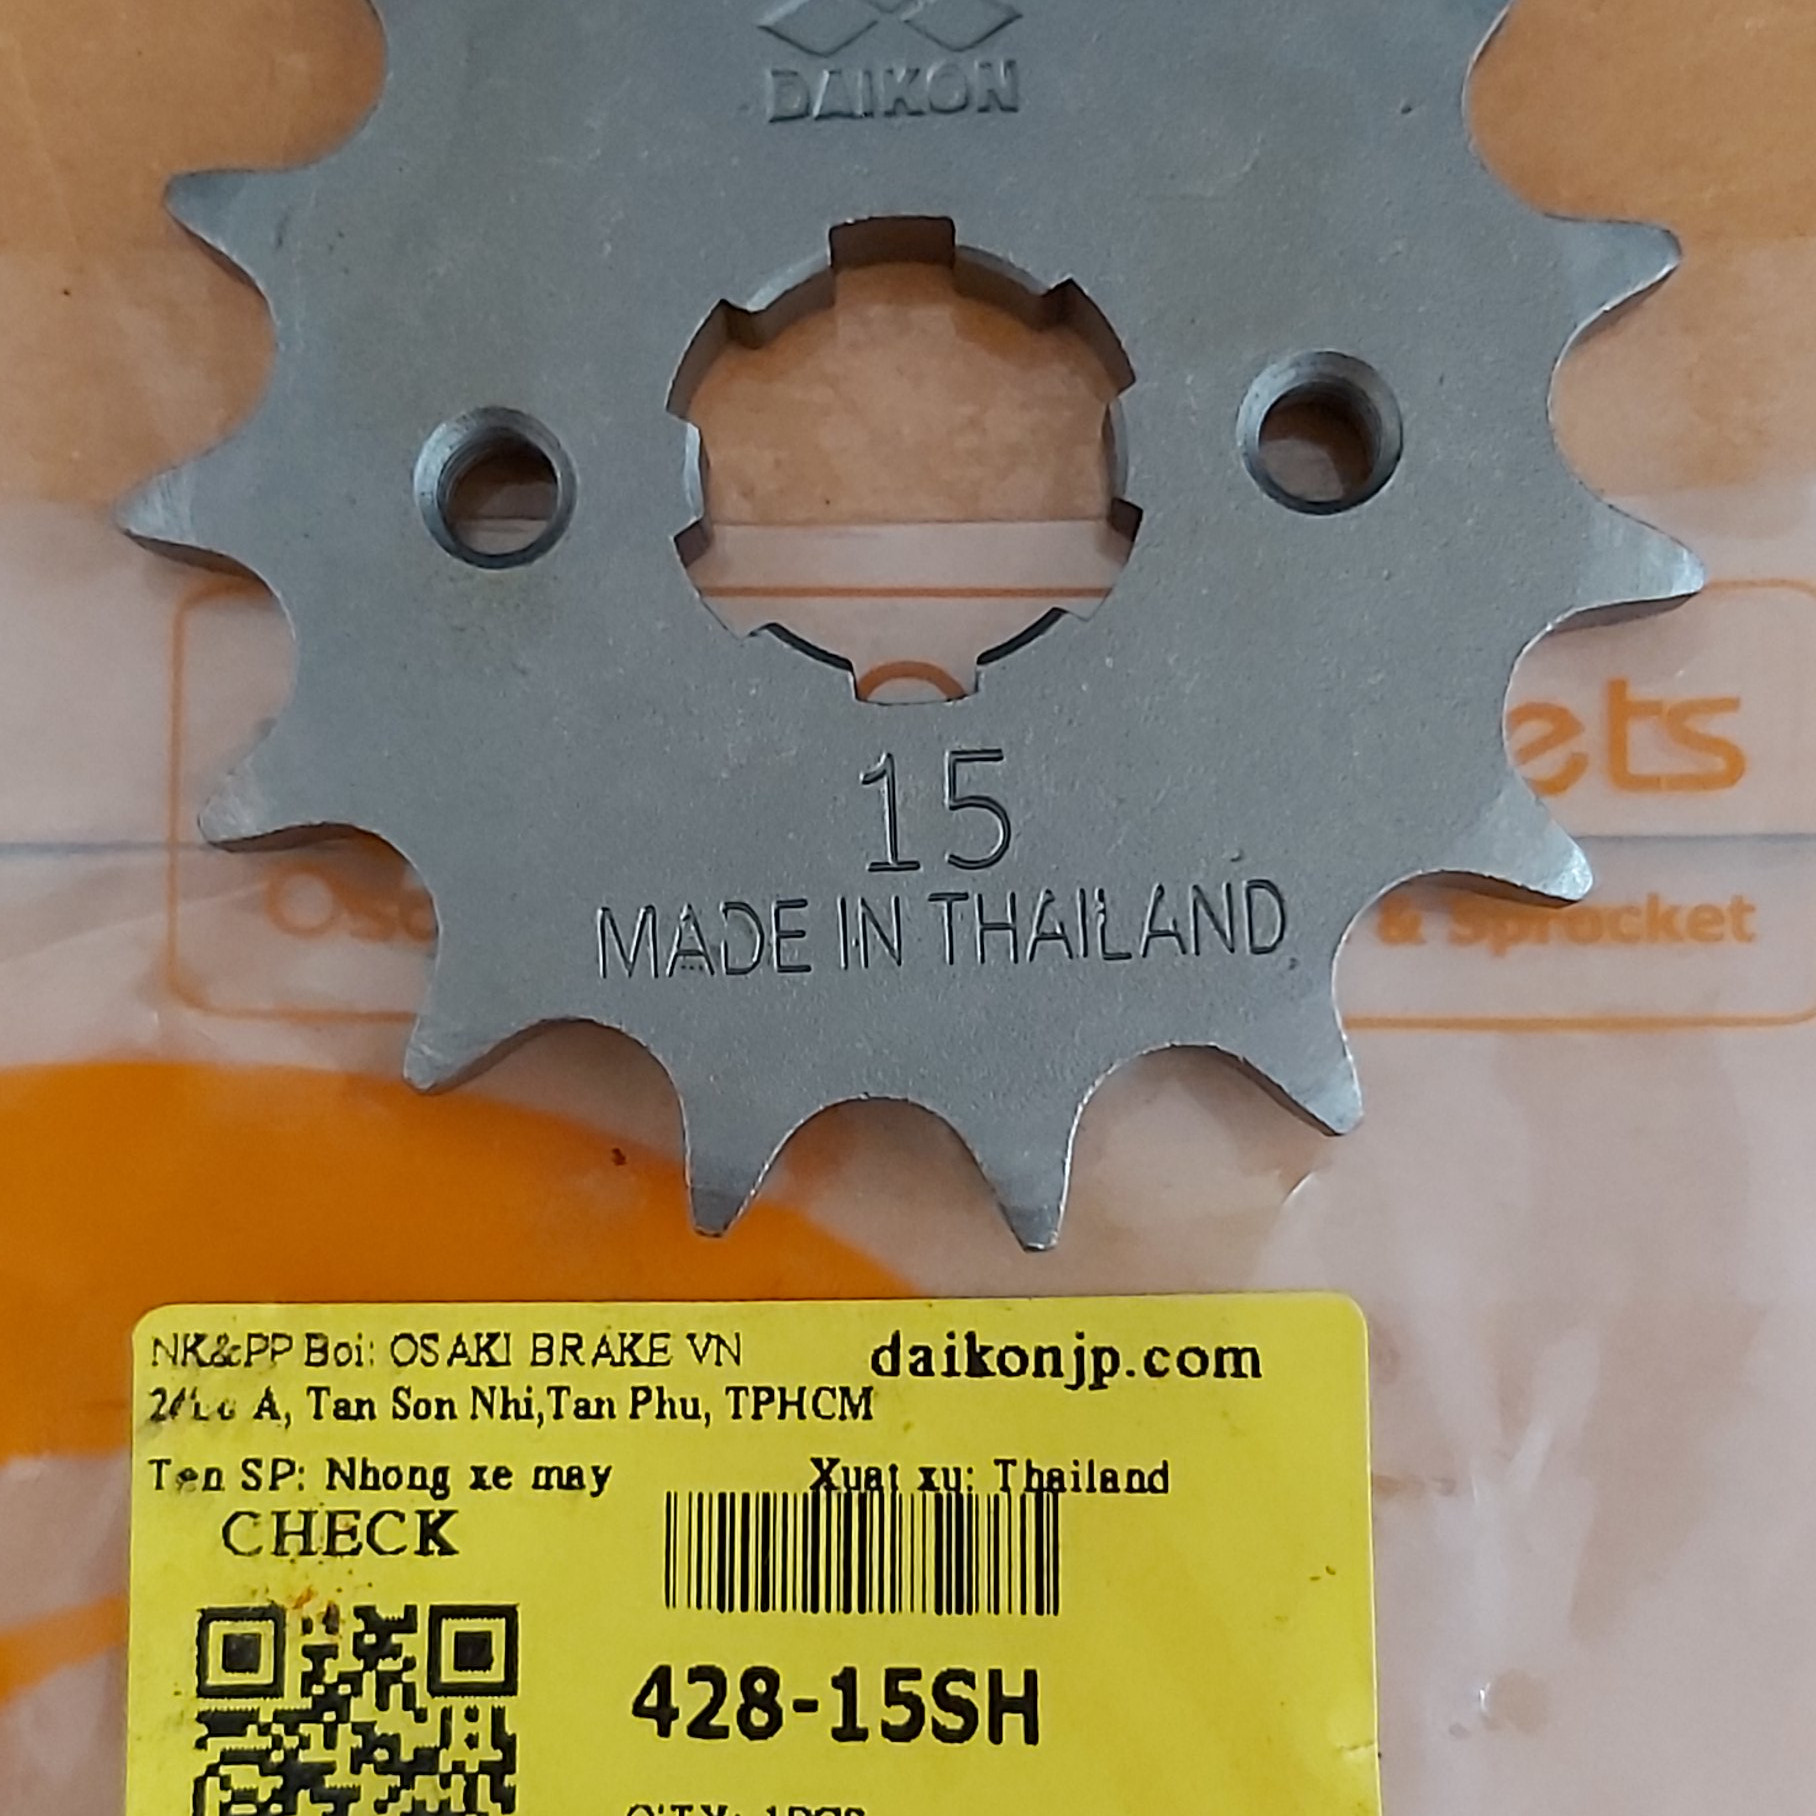 DAIKON
15
MADE IN THAILAND
ets
& Sprocket
NK&PP Boi: OSAKI BRAKE VN
daikonjp.com
A, Tan Son Nhi,Tan Phu, TPHCM
Ten SP: Nhong xe may
Xuat xu: Thailand
CHECK
428-15SH